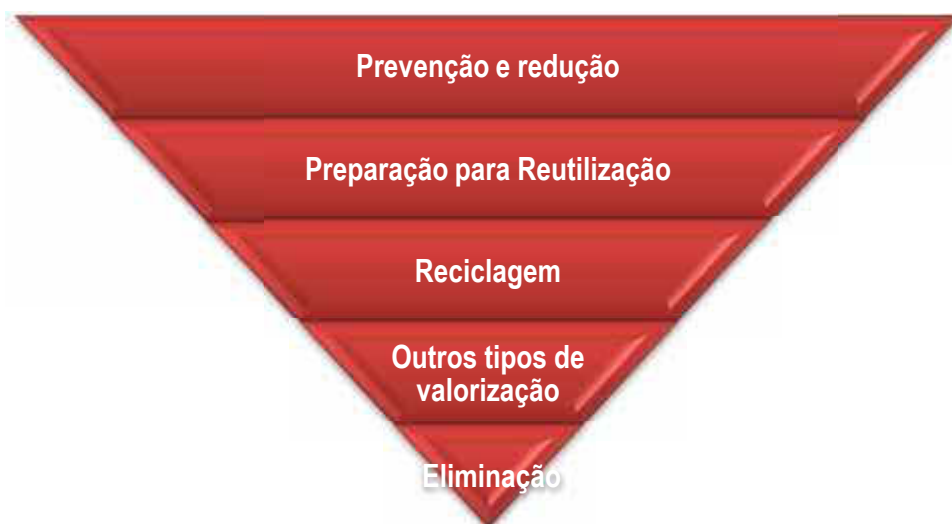 Prevenção e redução
Preparação para Reutilização
Reciclagem
Outros tipos de
valorização
Eliminação